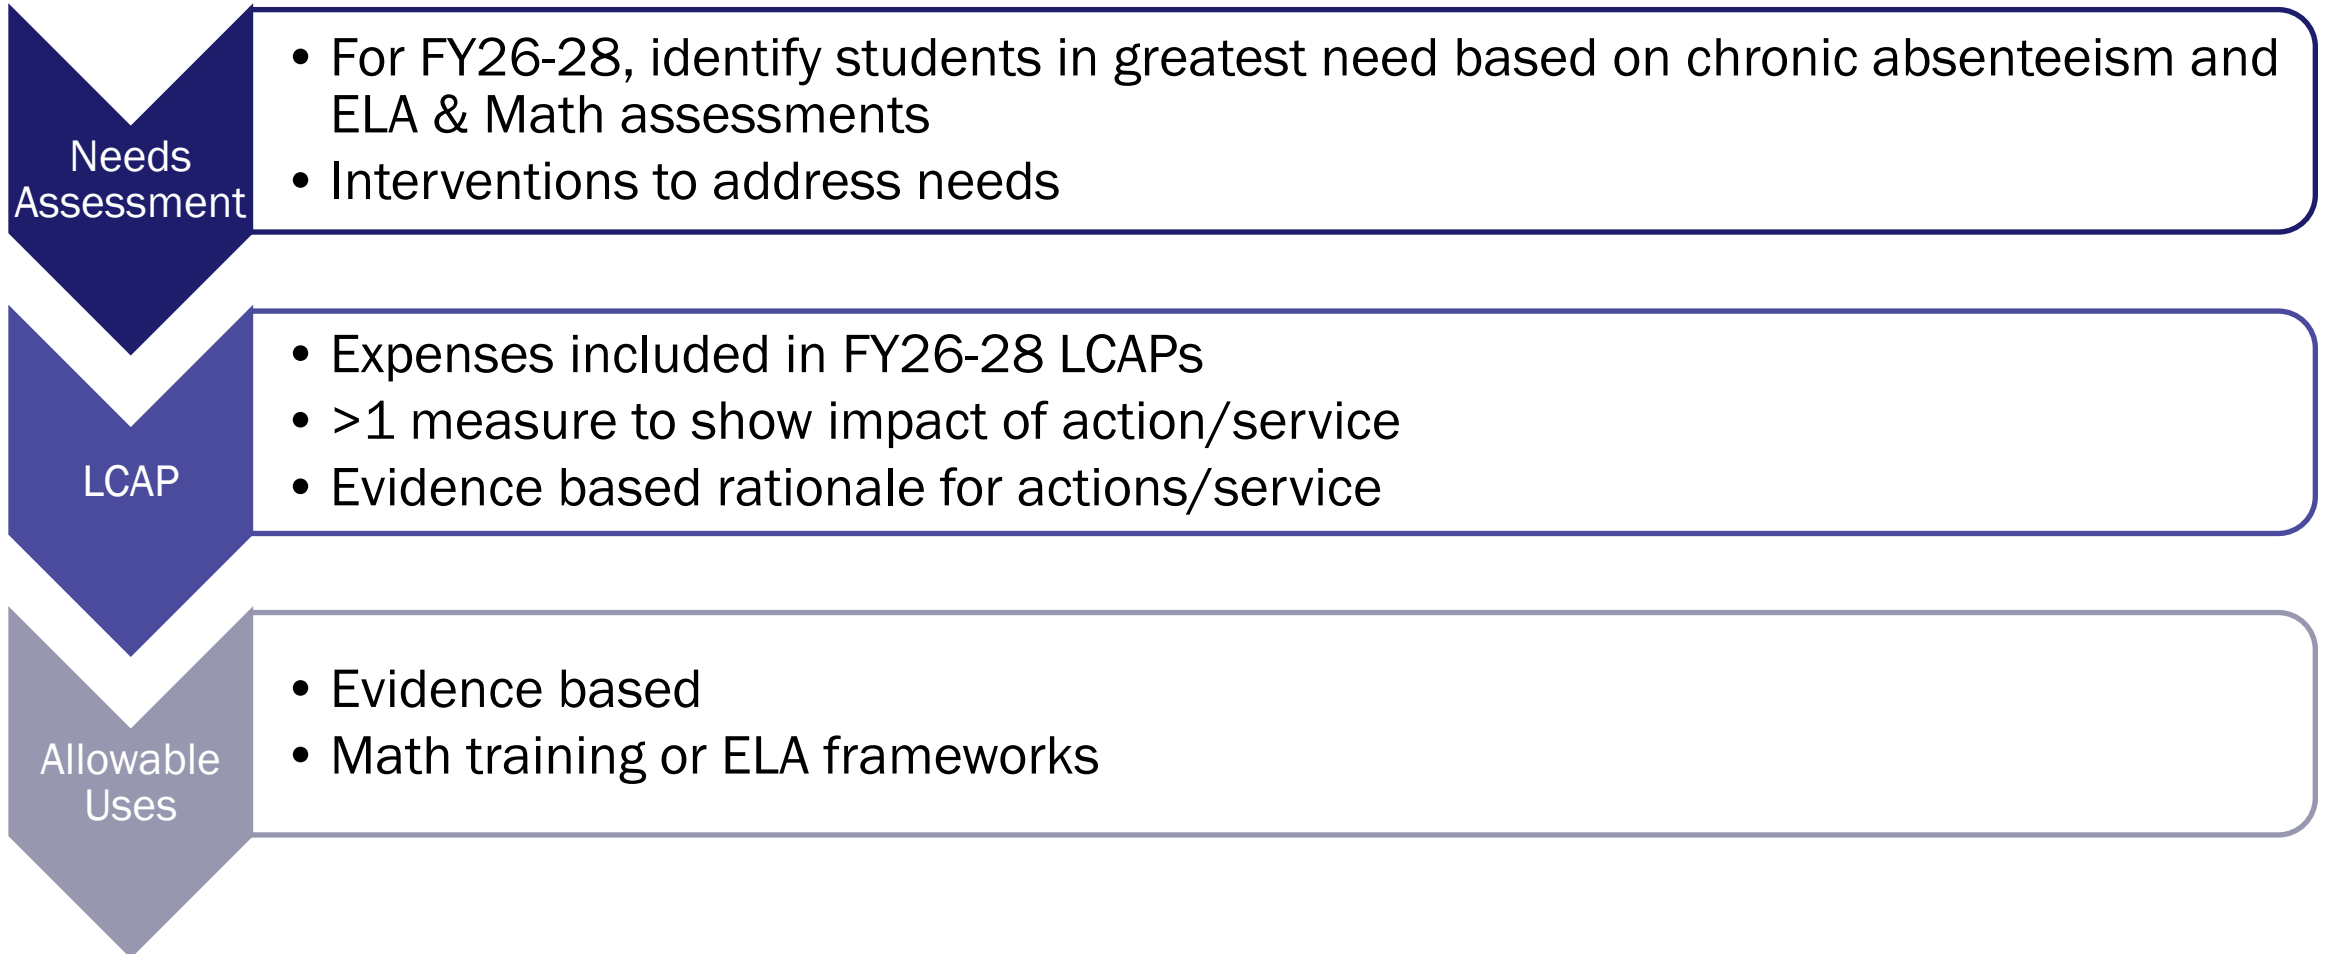 Needs
Assessment
• For FY26-28, identify students in greatest need based on chronic absenteeism and
ELA & Math assessments
• Interventions to address needs
LCAP
• Expenses included in FY26-28 LCAPs
• >1 measure to show impact of action/service
• Evidence based rationale for actions/service
Allowable
Uses
• Evidence based
• Math training or ELA frameworks